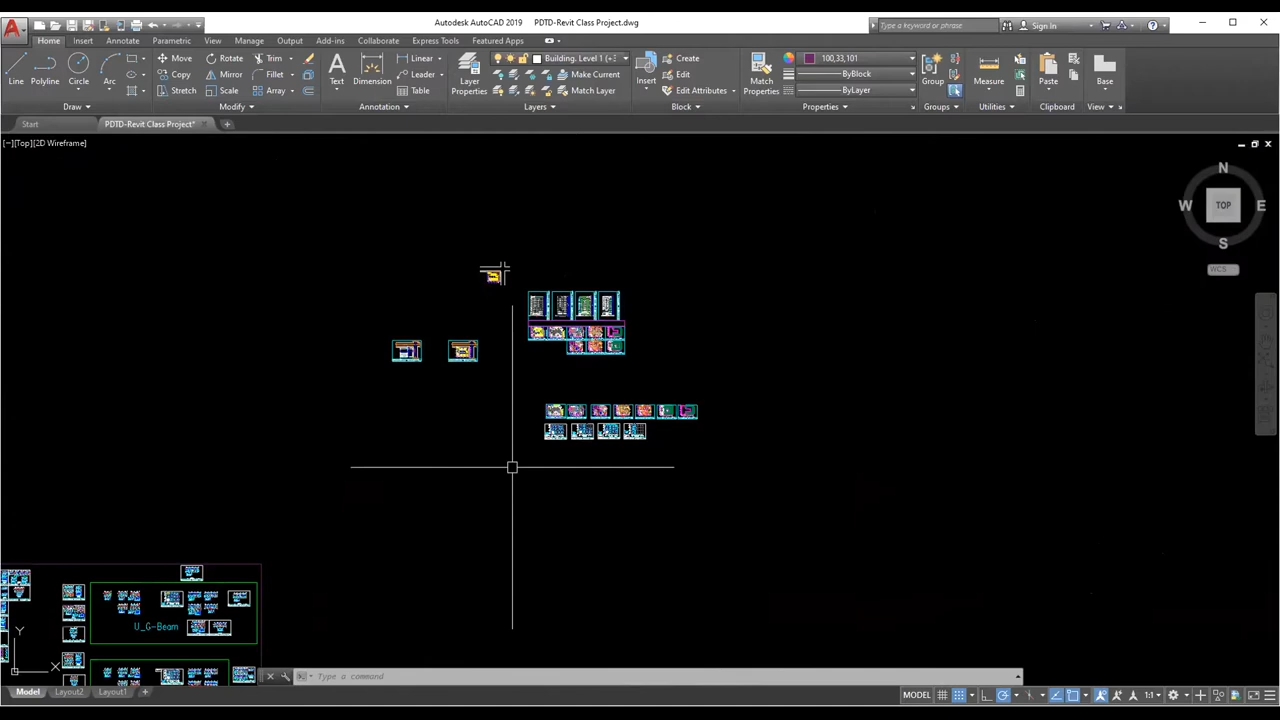 Autodesk AutoCAD 2019 PDTD-Revit Class Project.dwg
Type a keyword or phrase
Sign In
Home Insert Annotate Parametric View Manage Output Add-ins Collaborate Express Tools Featured Apps
Line Polyline Circle Arc
Move Rotate Trim
Copy Mirror Fillet
Stretch Scale Array
Text Dimension
Linear
Leader
Table
Layer Properties
Building. Level 1
Make Current
Match Layer
Insert
Create
Edit
Edit Attributes
Match Properties
100,33,101
ByBlock
ByLayer
Group Measure Paste Base
Draw Modify Annotation Layers Block Properties Groups Utilities Clipboard View
Start PDTD-Revit Class Project*
[−][Top][2D Wireframe]
N
W TOP E
S
WCS
U_G-Beam
Y
X
Type a command
Model Layout2 Layout1
MODEL 1:1